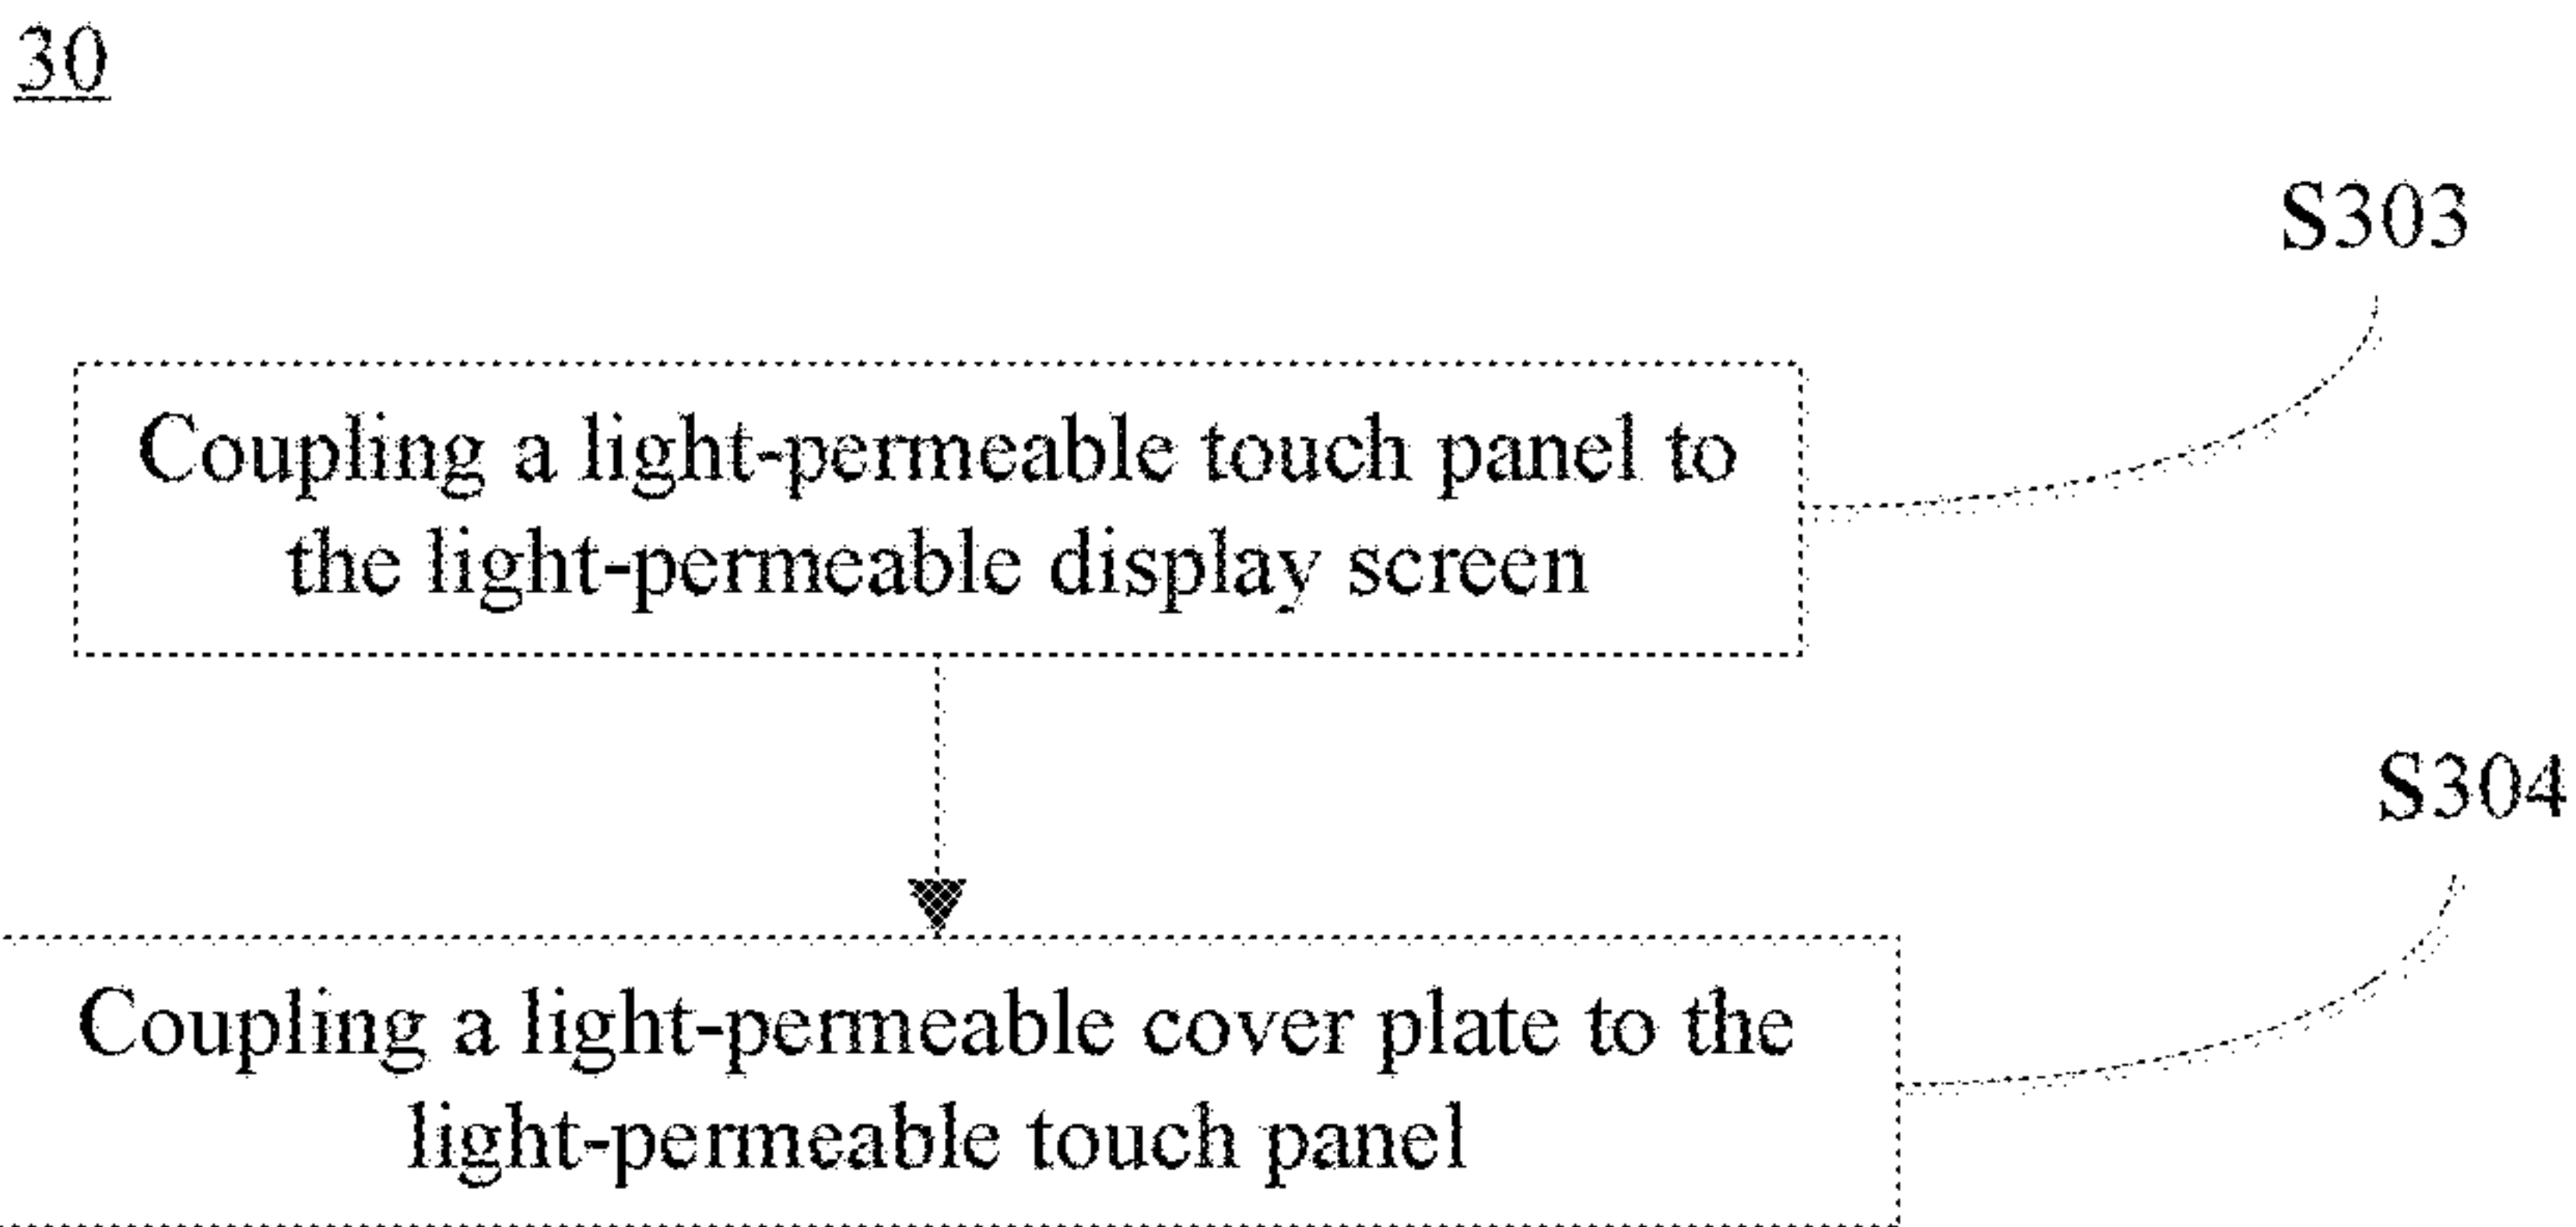 30
S303
Coupling a light-permeable touch panel to
the light-permeable display screen
S304
Coupling a light-permeable cover plate to the
light-permeable touch panel